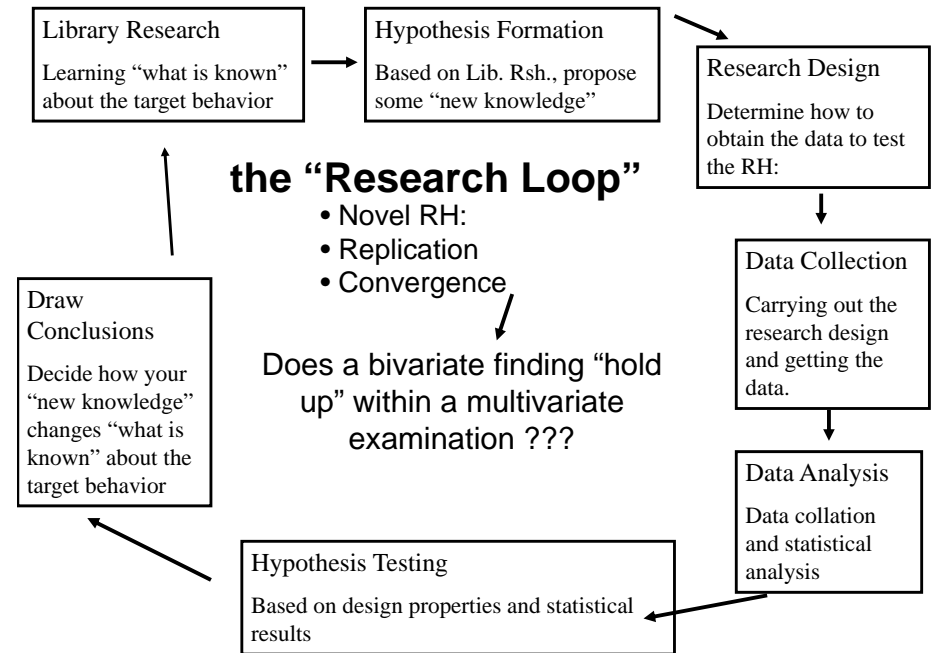 Library Research
Learning “what is known”
about the target behavior
Hypothesis Formation
Based on Lib. Rsh., propose
some “new knowledge”
Research Design
Determine how to
obtain the data to test
the RH:
the “Research Loop”
• Novel RH:
• Replication
• Convergence
Does a bivariate finding “hold
up” within a multivariate
examination ???
Data Collection
Carrying out the
research design
and getting the
data.
Data Analysis
Data collation
and statistical
analysis
Hypothesis Testing
Based on design properties and statistical
results
Draw
Conclusions
Decide how your
“new knowledge”
changes “what is
known” about the
target behavior